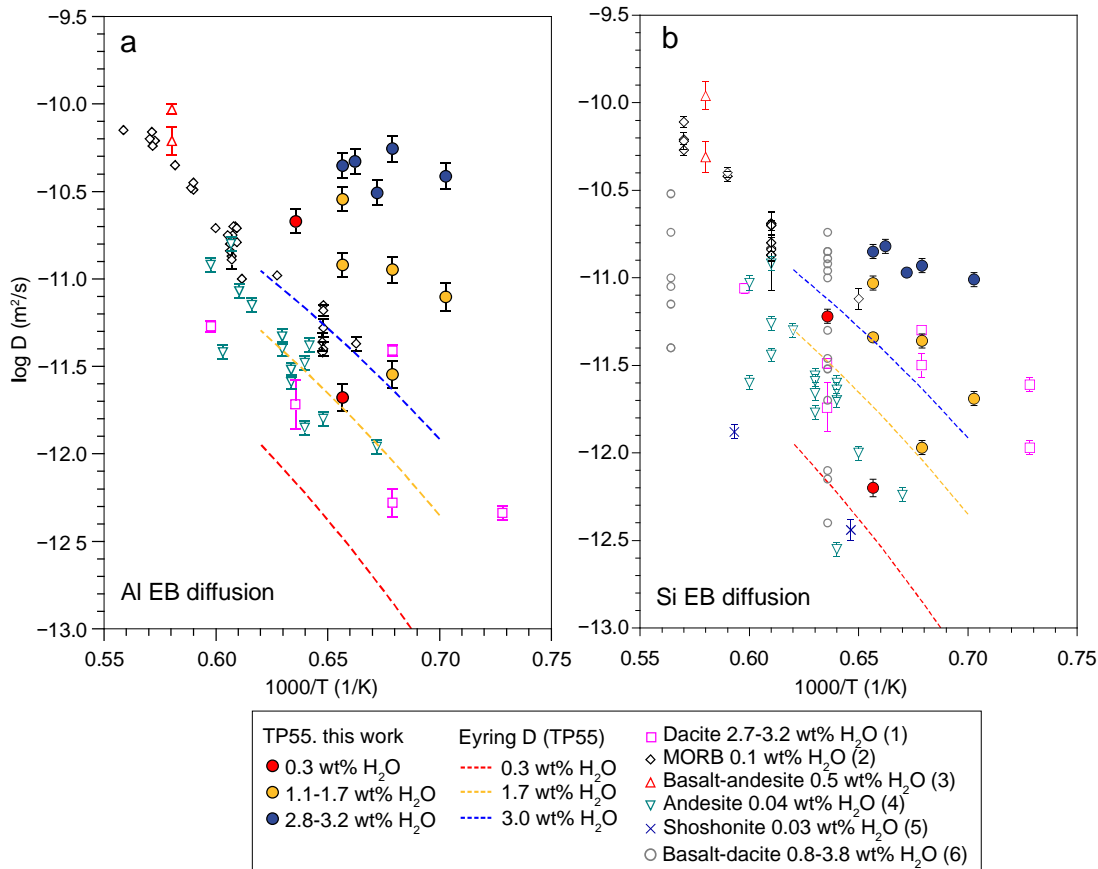 a
b
−9.5
−10.0
−10.5
−11.0
−11.5
−12.0
−12.5
−13.0
log D (m²/s)
Al EB diffusion
0.55 0.60 0.65 0.70 0.75
1000/T (1/K)
−9.5
−10.0
−10.5
−11.0
−11.5
−12.0
−12.5
−13.0
Si EB diffusion
0.55 0.60 0.65 0.70 0.75
1000/T (1/K)
TP55. this work
0.3 wt% H₂O
1.1-1.7 wt% H₂O
2.8-3.2 wt% H₂O
Eyring D (TP55)
0.3 wt% H₂O
1.7 wt% H₂O
3.0 wt% H₂O
Dacite 2.7-3.2 wt% H₂O (1)
MORB 0.1 wt% H₂O (2)
Basalt-andesite 0.5 wt% H₂O (3)
Andesite 0.04 wt% H₂O (4)
Shoshonite 0.03 wt% H₂O (5)
Basalt-dacite 0.8-3.8 wt% H₂O (6)